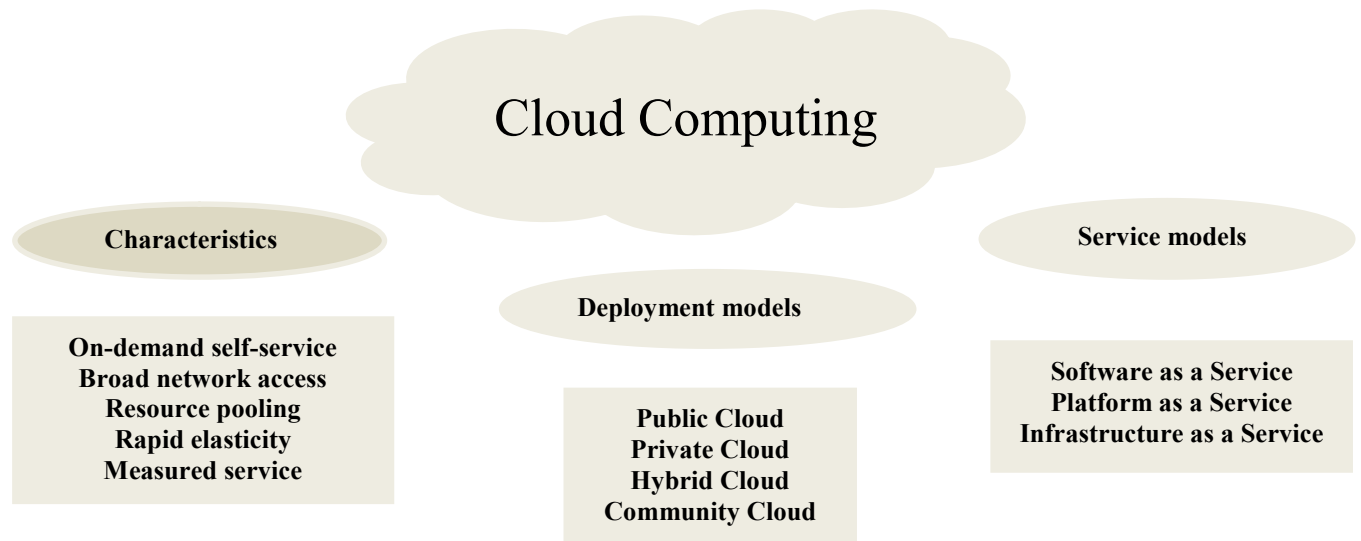 Cloud Computing
Characteristics
On-demand self-service
Broad network access
Resource pooling
Rapid elasticity
Measured service
Deployment models
Public Cloud
Private Cloud
Hybrid Cloud
Community Cloud
Service models
Software as a Service
Platform as a Service
Infrastructure as a Service